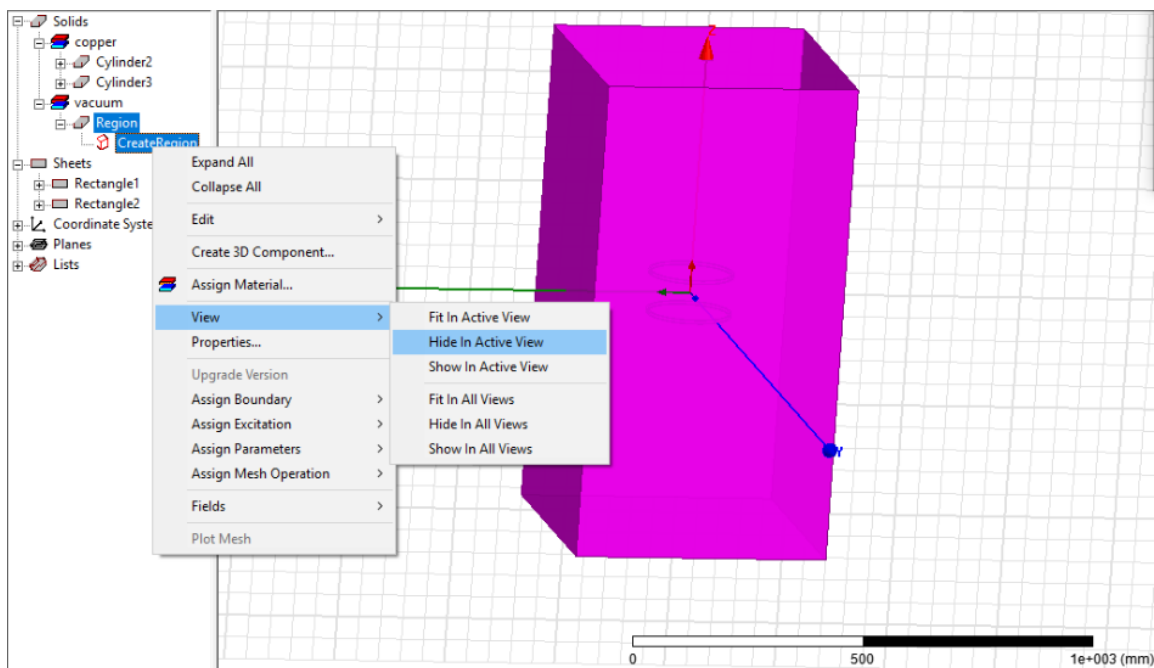 Solids
copper
Cylinder2
Cylinder3
vacuum
Region
CreateRegion
Sheets
Rectangle1
Rectangle2
Coordinate Syste
Planes
Lists
Expand All
Collapse All
Edit
Create 3D Component...
Assign Material...
View
Properties...
Upgrade Version
Assign Boundary
Assign Excitation
Assign Parameters
Assign Mesh Operation
Fields
Plot Mesh
Fit In Active View
Hide In Active View
Show In Active View
Fit In All Views
Hide In All Views
Show In All Views
Z
Y
0 500 1e+003 (mm)